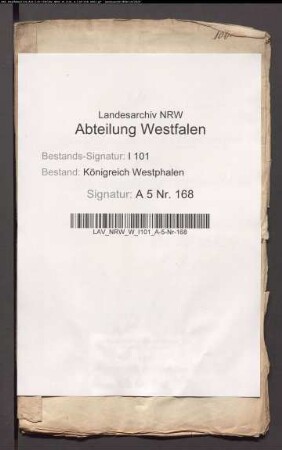 Landesarchiv NRW
Abteilung Westfalen
Bestands-Signatur: I 101
Bestand: Königreich Westphalen
Signatur: A 5 Nr. 168
LAV_NRW_W_I101_A-5-Nr-168